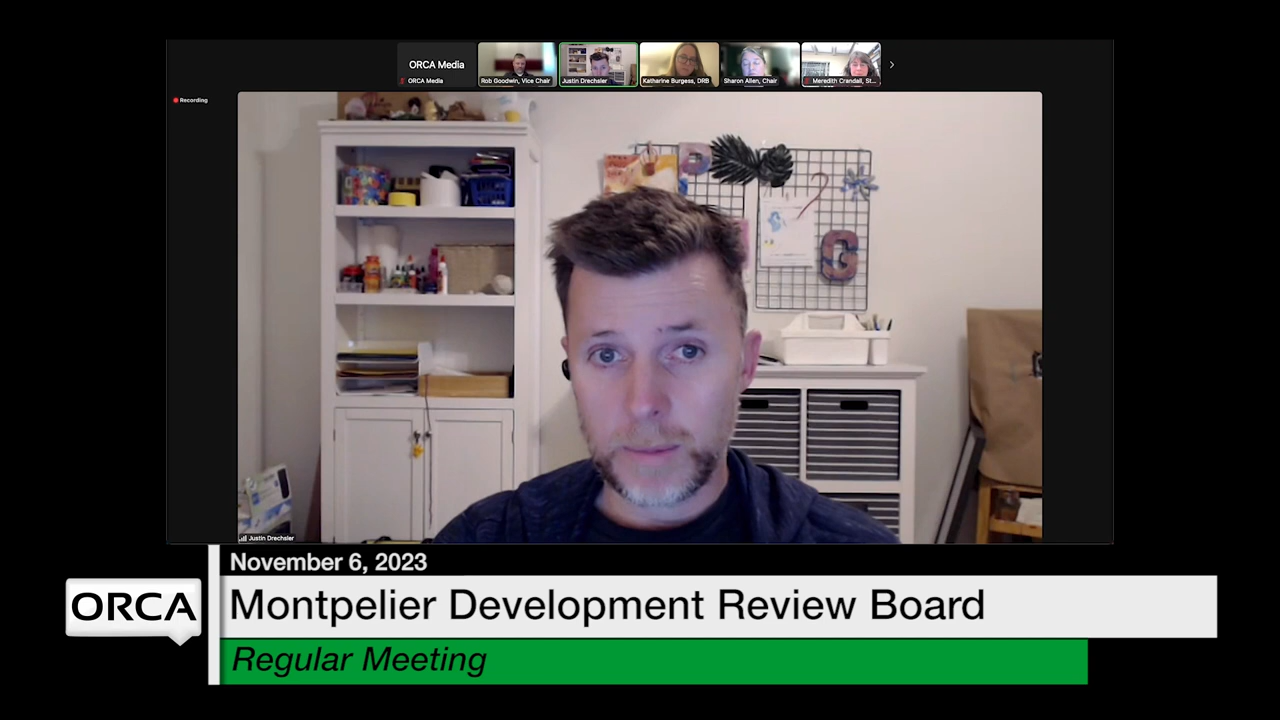 ORCA Media
ORCA Media
Rob Goodwin, Vice Chair
Justin Drechsler
Katharine Burgess, DRB
Sharon Allen, Chair
Meredith Crandall, St...
Recording
G
Justin Drechsler
November 6, 2023
ORCA
Montpelier Development Review Board
Regular Meeting